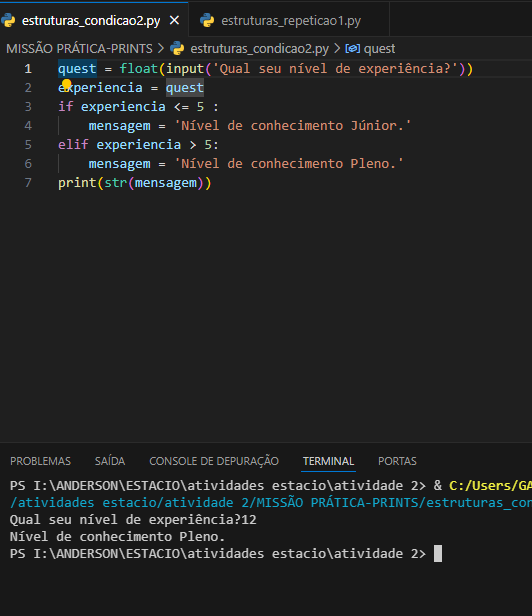 estruturas_condicao2.py × estruturas_repeticao1.py
MISSÃO PRÁTICA-PRINTS > estruturas_condicao2.py > quest
1 quest = float(input('Qual seu nível de experiência?'))
2 experiencia = quest
3 if experiencia <= 5 :
4 mensagem = 'Nível de conhecimento Júnior.'
5 elif experiencia > 5:
6 mensagem = 'Nível de conhecimento Pleno.'
7 print(str(mensagem))
PROBLEMAS SAÍDA CONSOLE DE DEPURAÇÃO TERMINAL PORTAS
PS I:\ANDERSON\ESTACIO\atividades estacio\atividade 2> & C:/Users/GA
/atividades estacio/atividade 2/MISSÃO PRÁTICA-PRINTS/estruturas_con
Qual seu nível de experiência?12
Nível de conhecimento Pleno.
PS I:\ANDERSON\ESTACIO\atividades estacio\atividade 2>